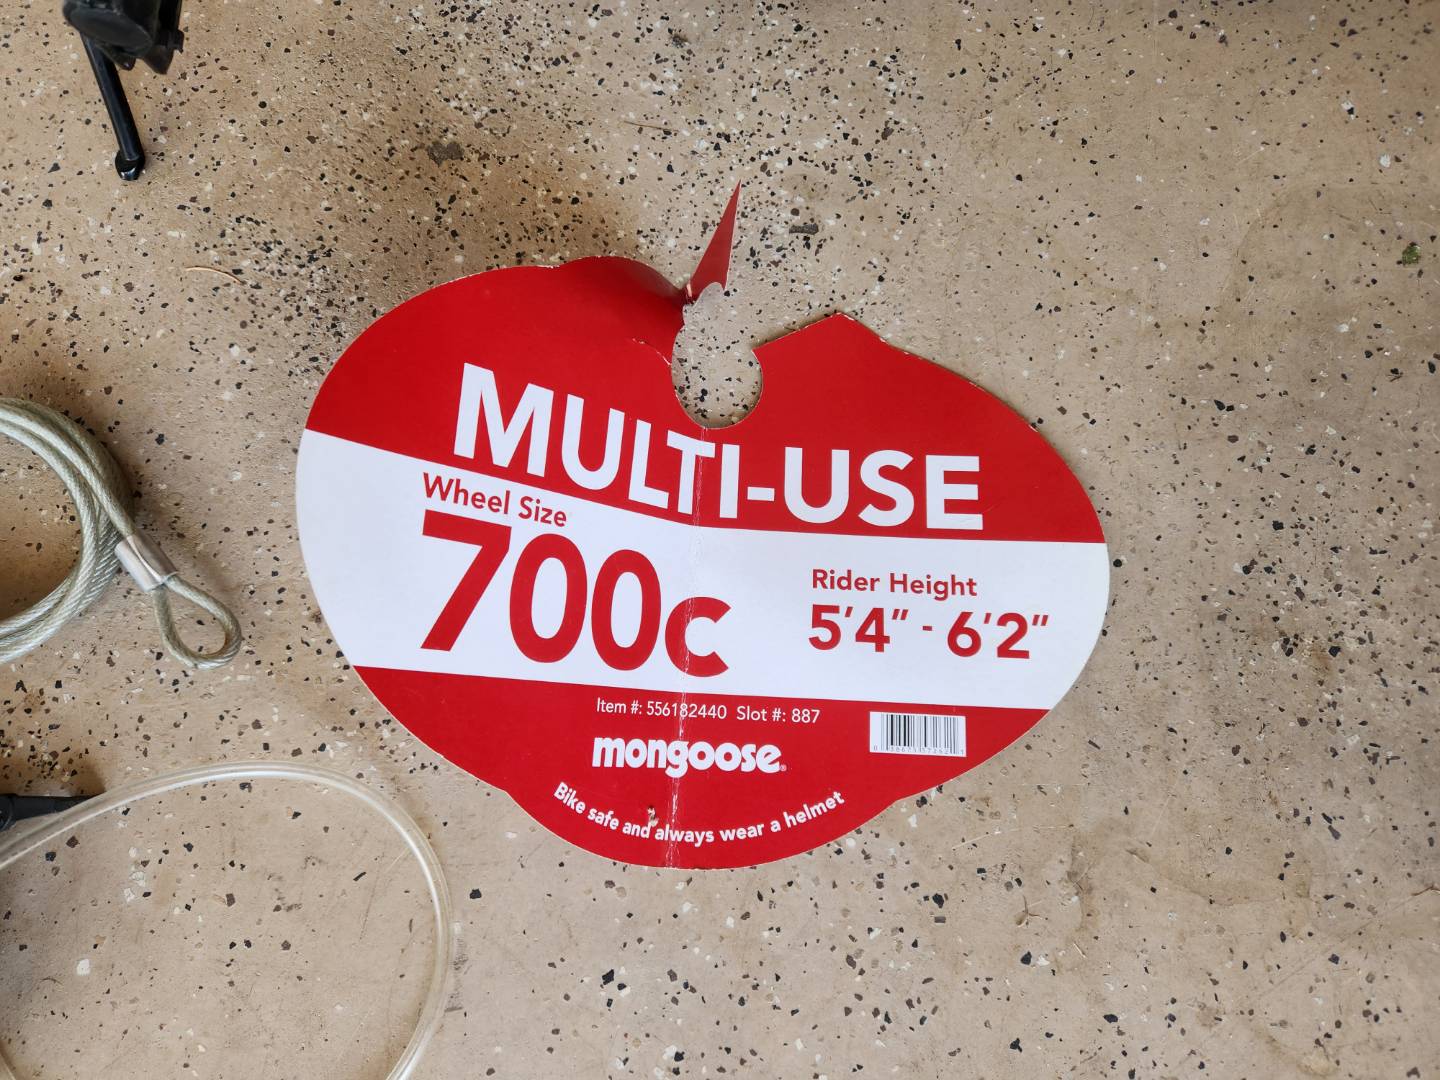 MULTI-USE
Wheel Size
700c
Rider Height
5'4" - 6'2"
Item #: 556182440 Slot #: 887
mongoose®
Bike safe and always wear a helmet